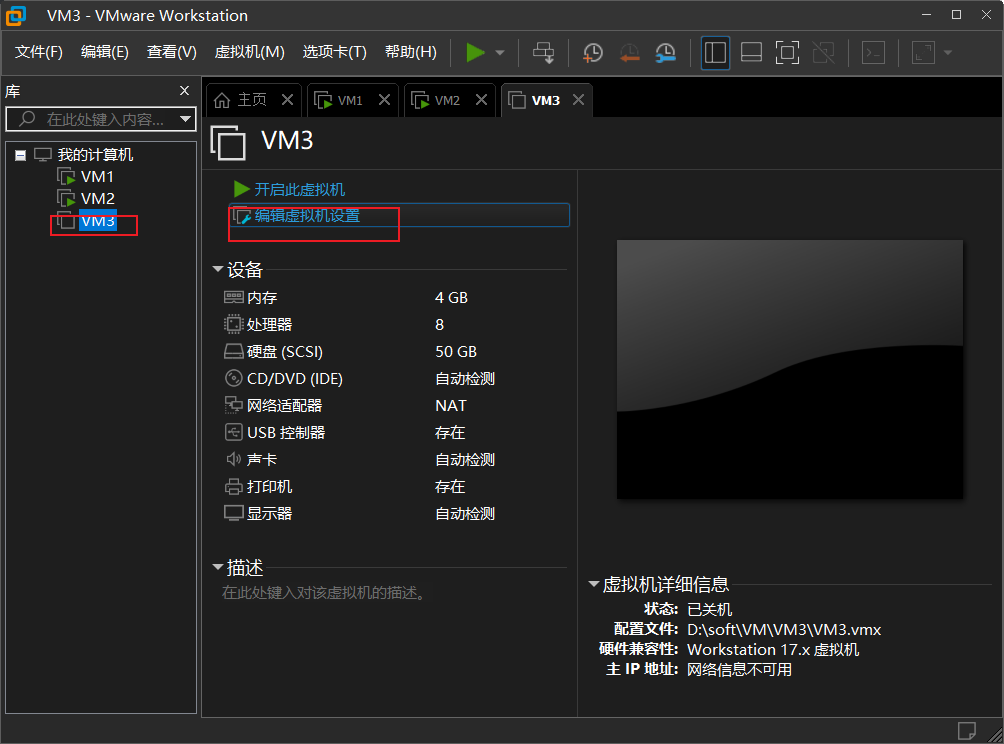 VM3 - VMware Workstation
文件(F) 编辑(E) 查看(V) 虚拟机(M) 选项卡(T) 帮助(H)
库
在此处键入内容...
我的计算机
VM1
VM2
VM3
主页 VM1 VM2 VM3
VM3
开启此虚拟机
编辑虚拟机设置
设备
内存 4 GB
处理器 8
硬盘 (SCSI) 50 GB
CD/DVD (IDE) 自动检测
网络适配器 NAT
USB 控制器 存在
声卡 自动检测
打印机 存在
显示器 自动检测
描述
在此处键入对该虚拟机的描述。
虚拟机详细信息
状态: 已关机
配置文件: D:\soft\VM\VM3\VM3.vmx
硬件兼容性: Workstation 17.x 虚拟机
主 IP 地址: 网络信息不可用